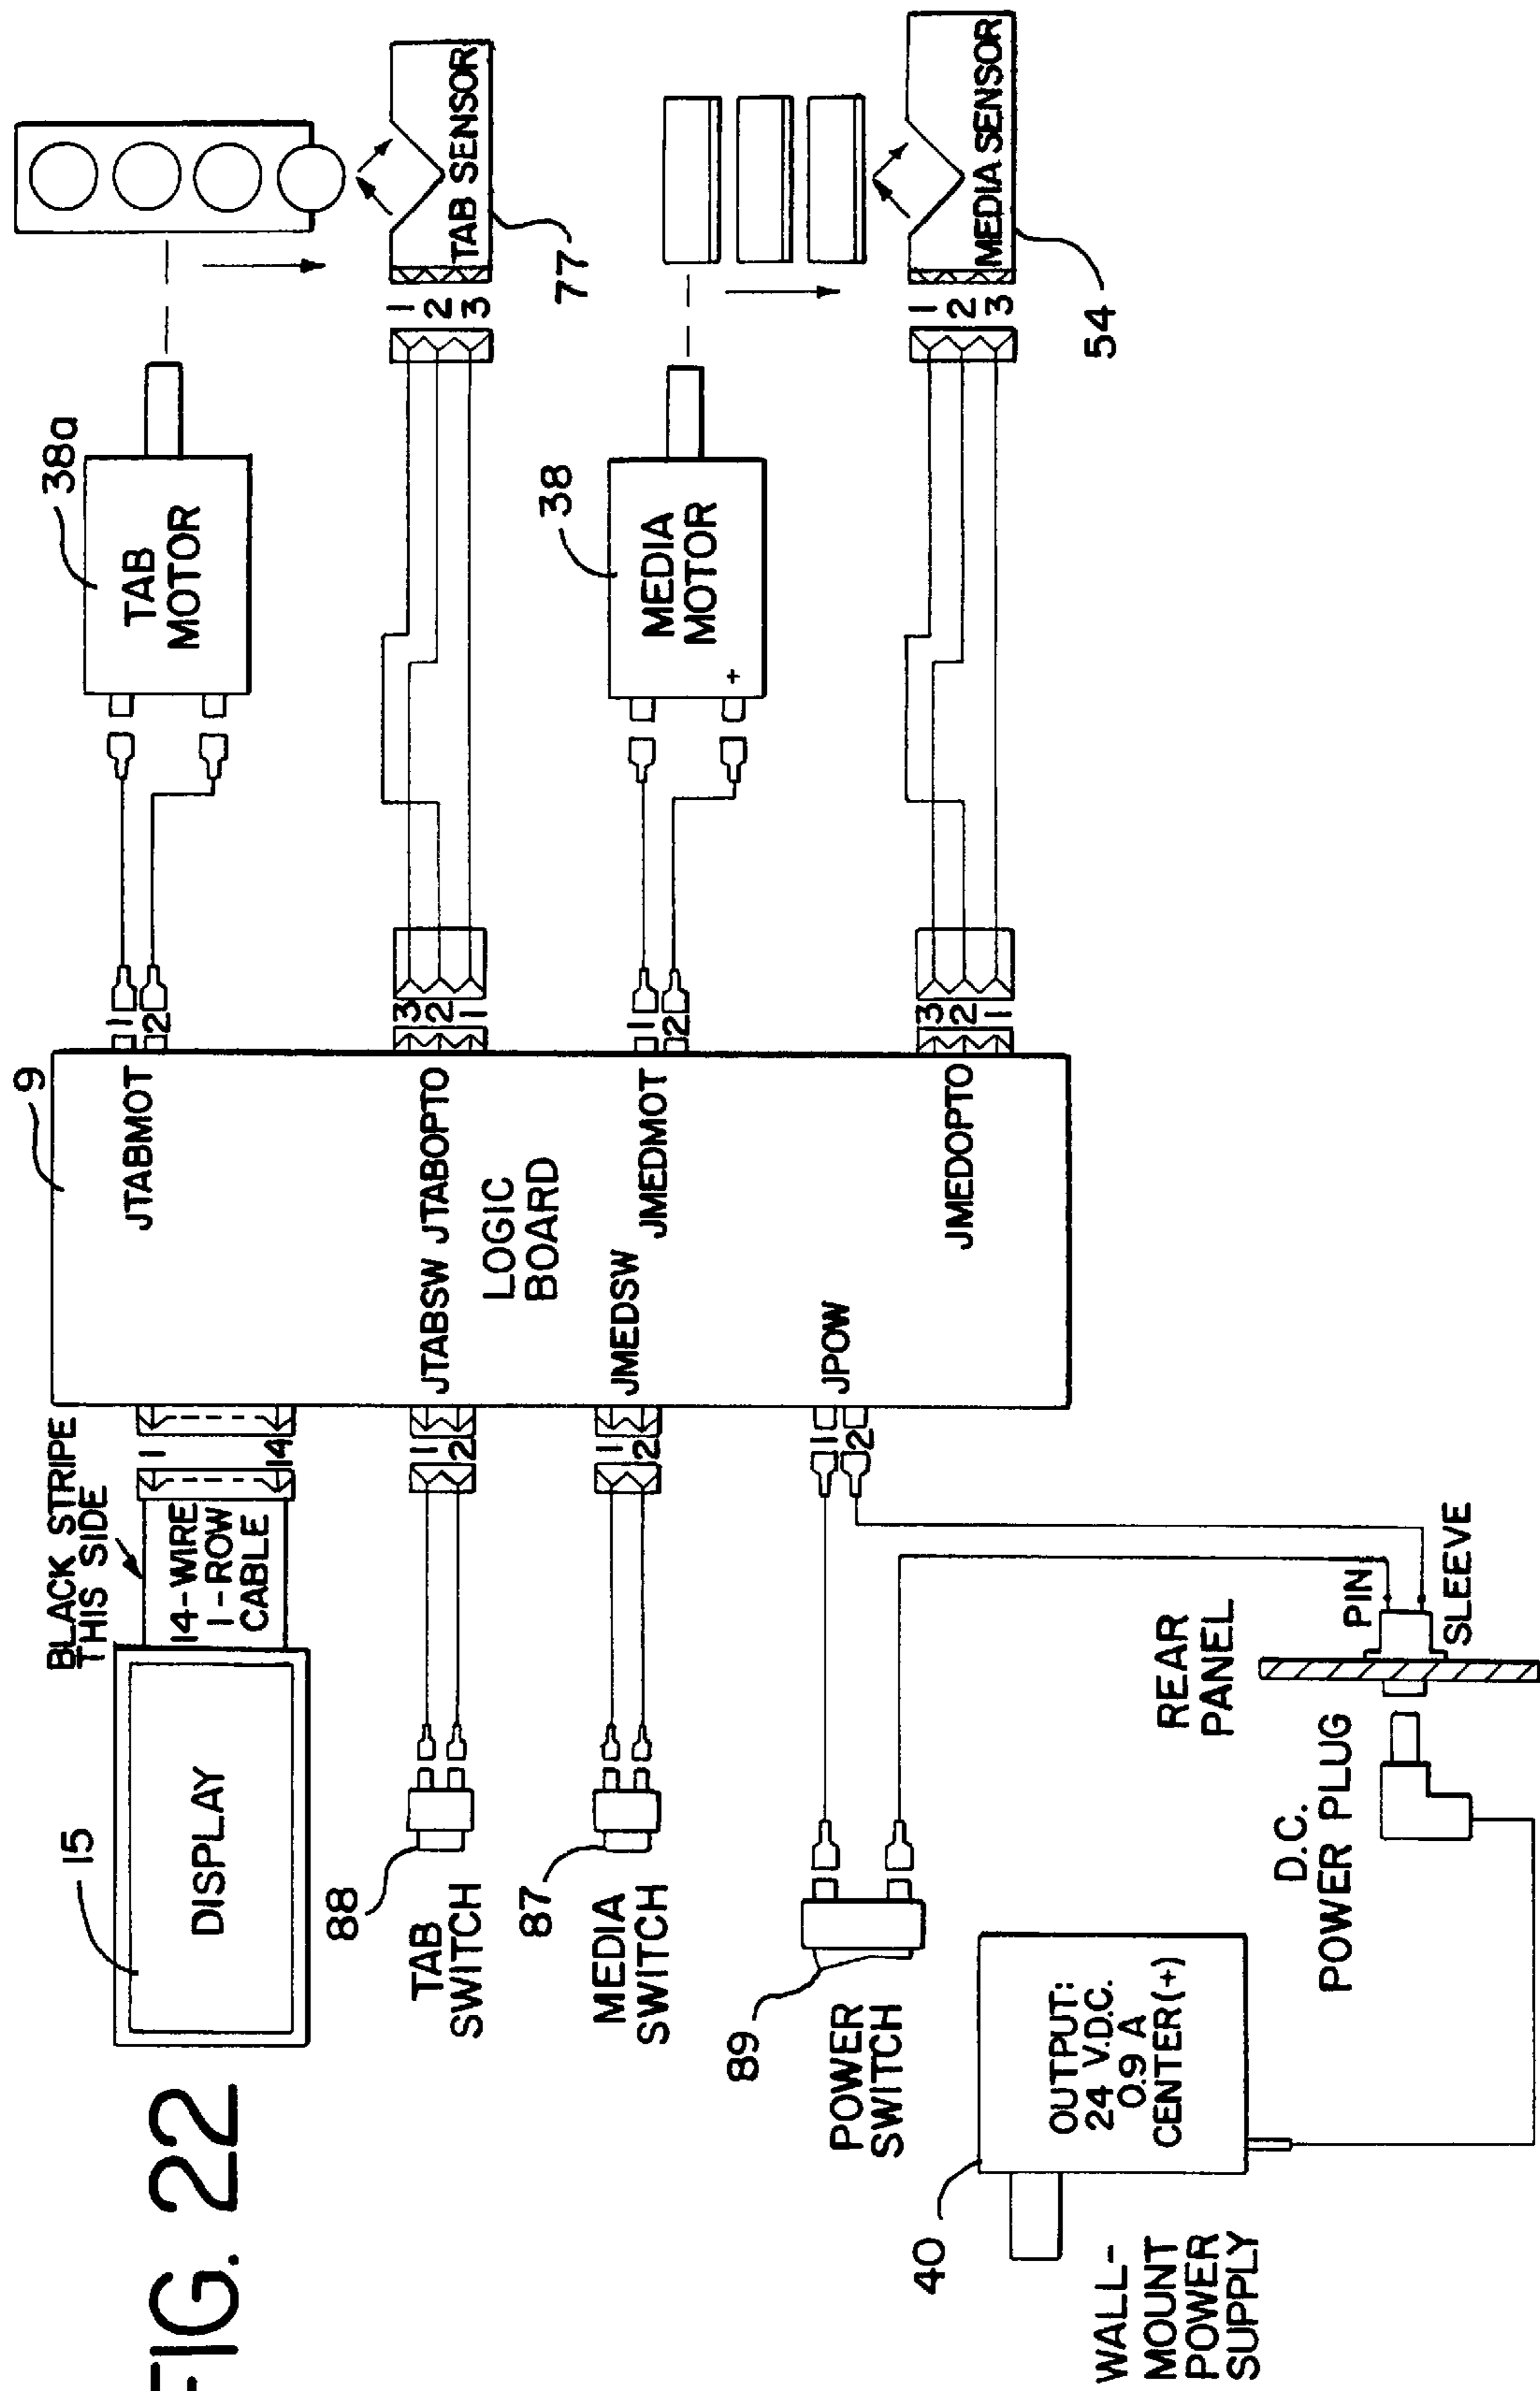 FIG. 22
15
DISPLAY
BLACK STRIPE
THIS SIDE
14-WIRE
1-ROW
CABLE
1
14
9
JTABMOT
1
2
38a
TAB
MOTOR
88
TAB
SWITCH
1
2
JTABSW JTABOPTO
3
2
1
1
2
3
TAB SENSOR
77
LOGIC
BOARD
87
MEDIA
SWITCH
1
2
JMEDSW
JMEDMOT
1
2
38
MEDIA
MOTOR
+
89
POWER
SWITCH
1
2
JPOW
JMEDOPTO
3
2
1
1
2
3
MEDIA SENSOR
54
40
WALL-
MOUNT
POWER
SUPPLY
OUTPUT:
24 V.D.C.
0.9 A
CENTER(+)
D.C.
POWER PLUG
REAR
PANEL
PIN
SLEEVE